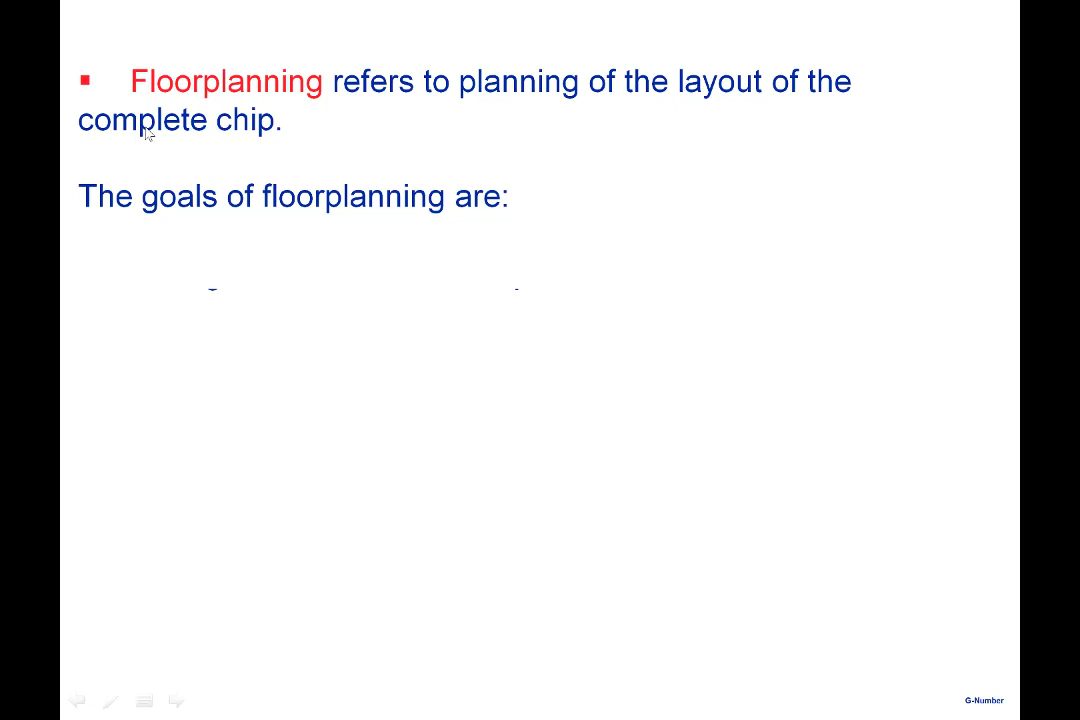 ▪ Floorplanning refers to planning of the layout of the
complete chip.
The goals of floorplanning are:
G-Number